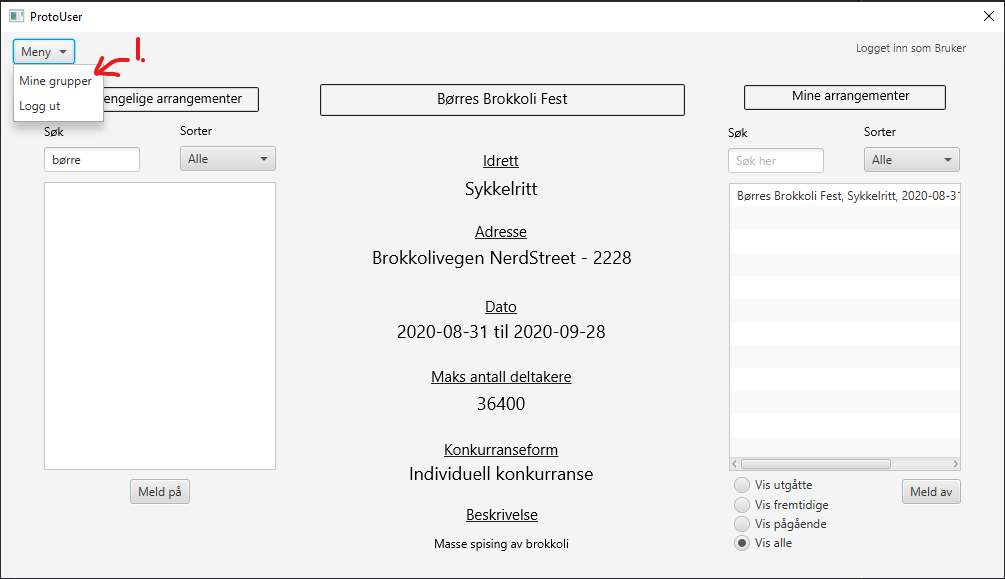 ProtoUser
Meny
1.
Logget inn som Bruker
Mine grupper
Logg ut
engelige arrangementer
Børres Brokkoli Fest
Mine arrangementer
Søk
Sorter
børre
Alle
Idrett
Sykkelritt
Adresse
Brokkolivegen NerdStreet - 2228
Dato
2020-08-31 til 2020-09-28
Maks antall deltakere
36400
Konkurranseform
Individuell konkurranse
Beskrivelse
Masse spising av brokkoli
Meld på
Søk
Sorter
Søk her
Alle
Børres Brokkoli Fest, Sykkelritt, 2020-08-31
Vis utgåtte
Vis fremtidige
Vis pågående
Vis alle
Meld av